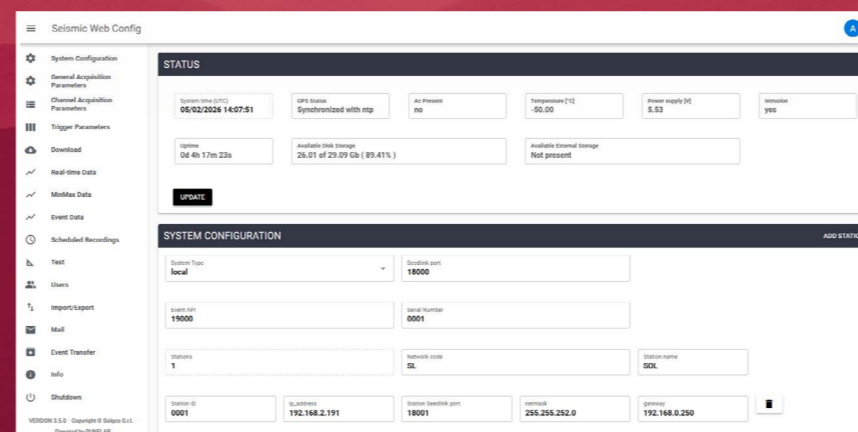 Seismic Web Config
A
System Configuration
General Acquisition
Parameters
Channel Acquisition
Parameters
Trigger Parameters
Download
Real-time Data
MinMax Data
Event Data
Scheduled Recordings
Test
Users
Import/Export
Mail
Event Transfer
Info
Shutdown
VERSION 3.5.0 Copyright © Solgeo S.r.l.
Powered by DYNELAB
STATUS
System time (UTC)
05/02/2026 14:07:51
GPS Status
Synchronized with ntp
Ac Present
no
Temperature [°C]
-50.00
Power supply [V]
5.53
Intrusion
yes
Uptime
0d 4h 17m 23s
Available Disk Storage
26.01 of 29.09 Gb ( 89.41% )
Available External Storage
Not present
UPDATE
SYSTEM CONFIGURATION
ADD STATIO
System Type
local
Seedlink port
18000
Event API
19000
Serial Number
0001
Stations
1
Network code
SL
Station name
SOL
Station ID
0001
ip_address
192.168.2.191
Station Seedlink port
18001
netmask
255.255.252.0
gateway
192.168.0.250